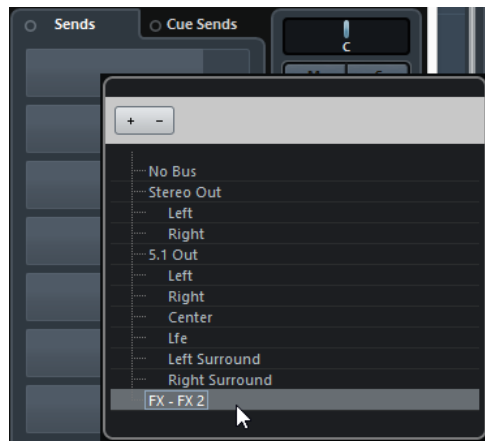 Sends
Cue Sends
C
+ -
No Bus
Stereo Out
Left
Right
5.1 Out
Left
Right
Center
Lfe
Left Surround
Right Surround
FX - FX 2